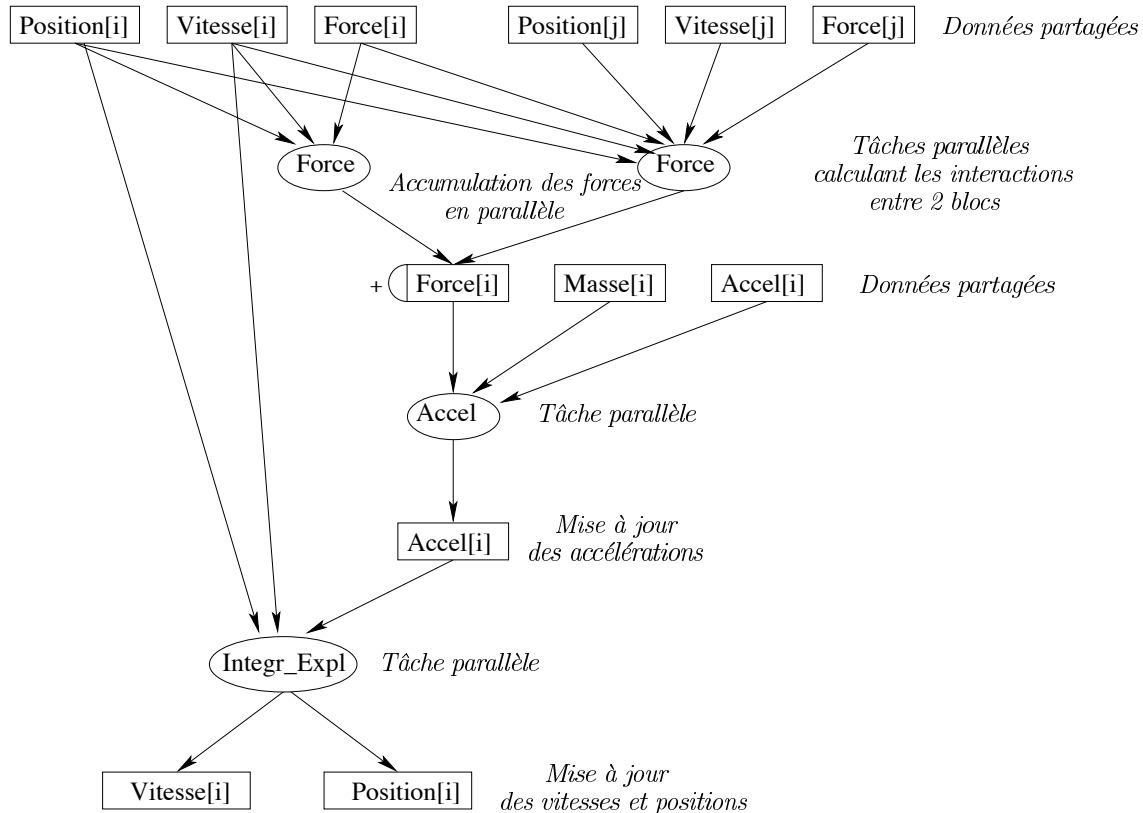 Position[i] Vitesse[i] Force[i] Position[j] Vitesse[j] Force[j] Données partagées
Force Force
Tâches parallèles
calculant les interactions
entre 2 blocs
Accumulation des forces
en parallèle
+ Force[i] Masse[i] Accel[i] Données partagées
Accel Tâche parallèle
Accel[i]
Mise à jour
des accélérations
Integr_Expl Tâche parallèle
Vitesse[i] Position[i]
Mise à jour
des vitesses et positions